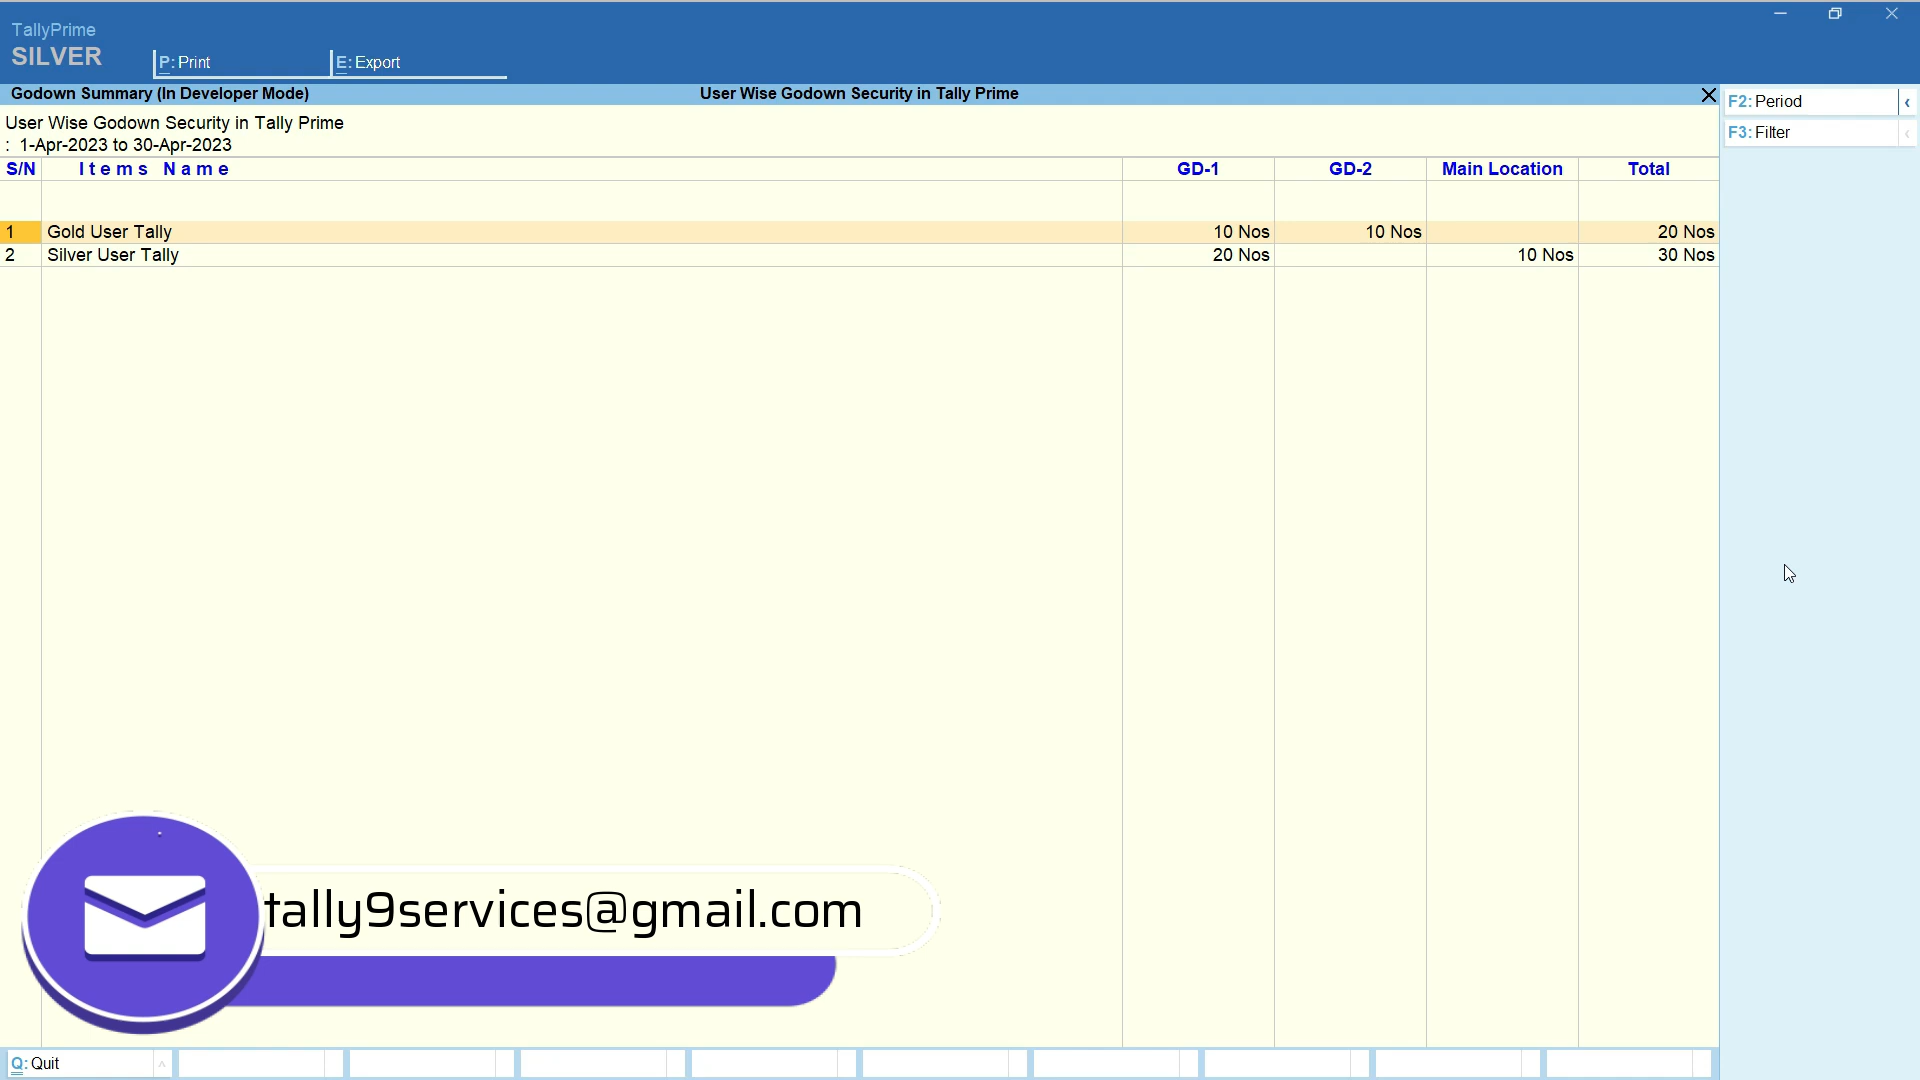 TallyPrime
SILVER
P: Print
E: Export
Godown Summary (In Developer Mode)
User Wise Godown Security in Tally Prime
F2: Period
F3: Filter
User Wise Godown Security in Tally Prime
: 1-Apr-2023 to 30-Apr-2023
S/N Items Name GD-1 GD-2 Main Location Total
1 Gold User Tally 10 Nos 10 Nos 20 Nos
2 Silver User Tally 20 Nos 10 Nos 30 Nos
tally9services@gmail.com
Q: Quit